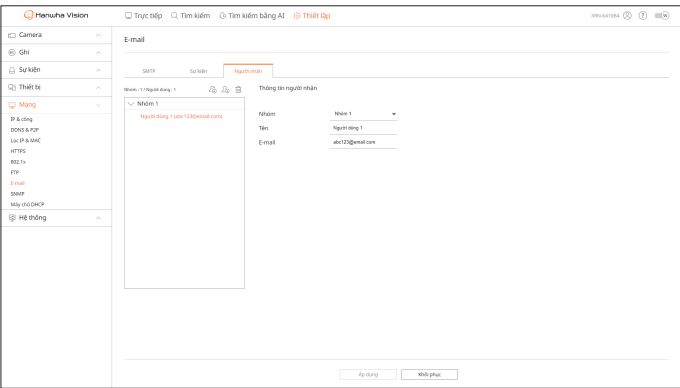 Hanwha Vision
Trực tiếp Tìm kiếm Tìm kiếm bằng AI Thiết lập
XRN-6410B4
Camera
Ghi
Sự kiện
Thiết bị
Mạng
IP & cổng
DDNS & P2P
Lọc IP & MAC
HTTPS
802.1x
FTP
E-mail
SNMP
Máy chủ DHCP
Hệ thống
E-mail
SMTP Sự kiện Người nhận
Nhóm : 1 / Người dùng : 1
Nhóm 1
Người dùng 1 (abc123@email.com)
Thông tin người nhận
Nhóm Nhóm 1
Tên Người dùng 1
E-mail abc123@email.com
Áp dụng Khôi phục